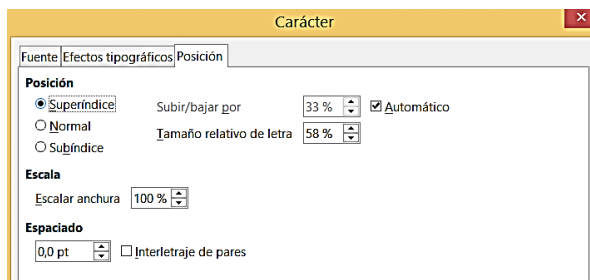 Carácter
Fuente Efectos tipográficos Posición
Posición
Superíndice Subir/bajar por 33 % Automático
Normal Tamaño relativo de letra 58 %
Subíndice
Escala
Escalar anchura 100 %
Espaciado
0,0 pt Interletraje de pares